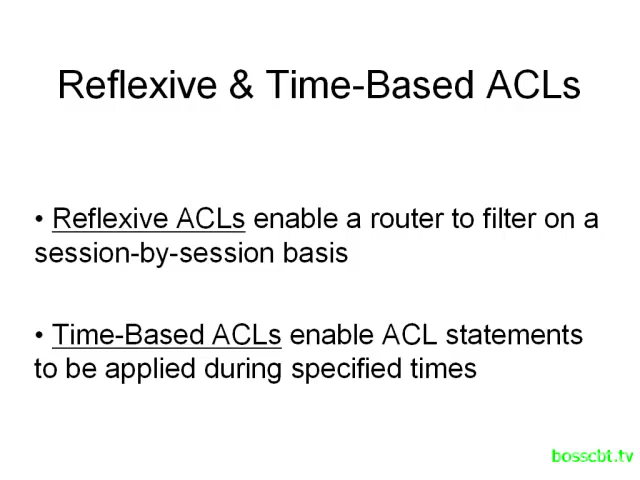 Reflexive & Time-Based ACLs
• Reflexive ACLs enable a router to filter on a
session-by-session basis
• Time-Based ACLs enable ACL statements
to be applied during specified times
bosscbt.tv